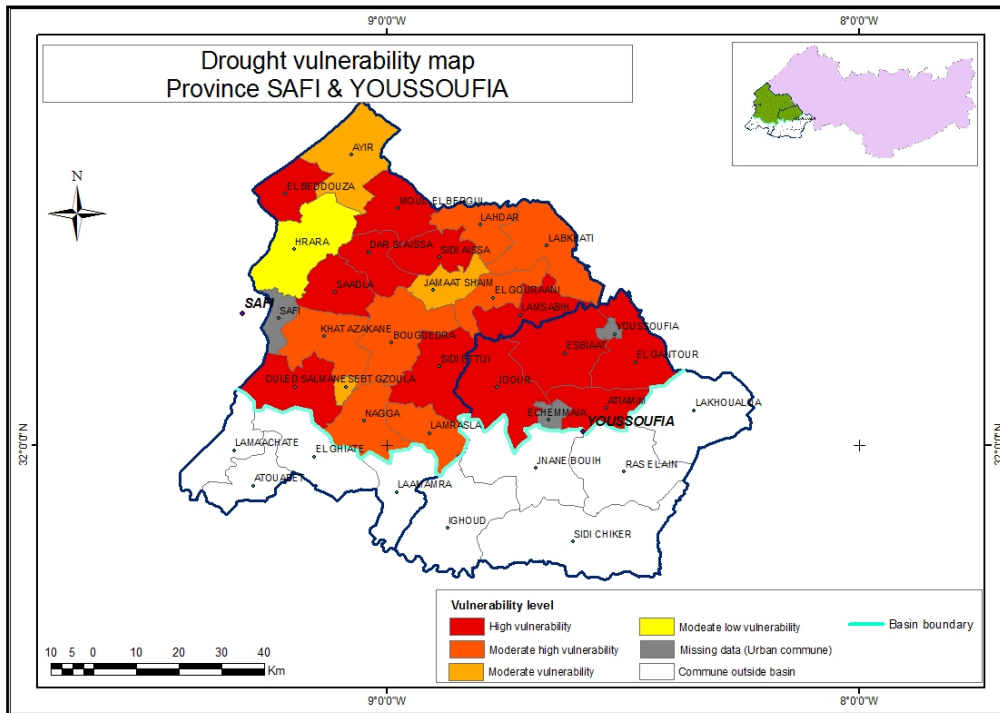 9°0'0"W
8°0'0"W
Drought vulnerability map
Province SAFI & YOUSSOUFIA
N
AYIR
EL BEDDOUZA
MOUL EL BERGUI
LAHDAR
HRARA
DAR SI AISSA
SIDI AISSA
LABKHATI
SAADLA
JAMAAT SHAIM
EL GOURAANI
SAFI
SAFI
LAMSABIH
KHAT AZAKANE
BOUGUEDRA
YOUSSOUFIA
ESBIAAT
EL GANTOUR
SIDI ETTIJI
OULED SALMANE
SEBT GZOULA
JDOUR
ATIAMIM
LAKHOUALQA
NAGGA
ECHEMMAIA
YOUSSOUFIA
LAMRASLA
32°0'0"N
32°0'0"N
LAMAACHATE
EL GHIATE
JNANE BOUIH
RAS EL AIN
ATOUABET
LAAMAMRA
IGHOUD
SIDI CHIKER
Vulnerability level
High vulnerability
Moderate high vulnerability
Moderate vulnerability
Modeate low vulnerability
Missing data (Urban commune)
Commune outside basin
Basin boundary
10 5 0 10 20 30 40
Km
9°0'0"W
8°0'0"W